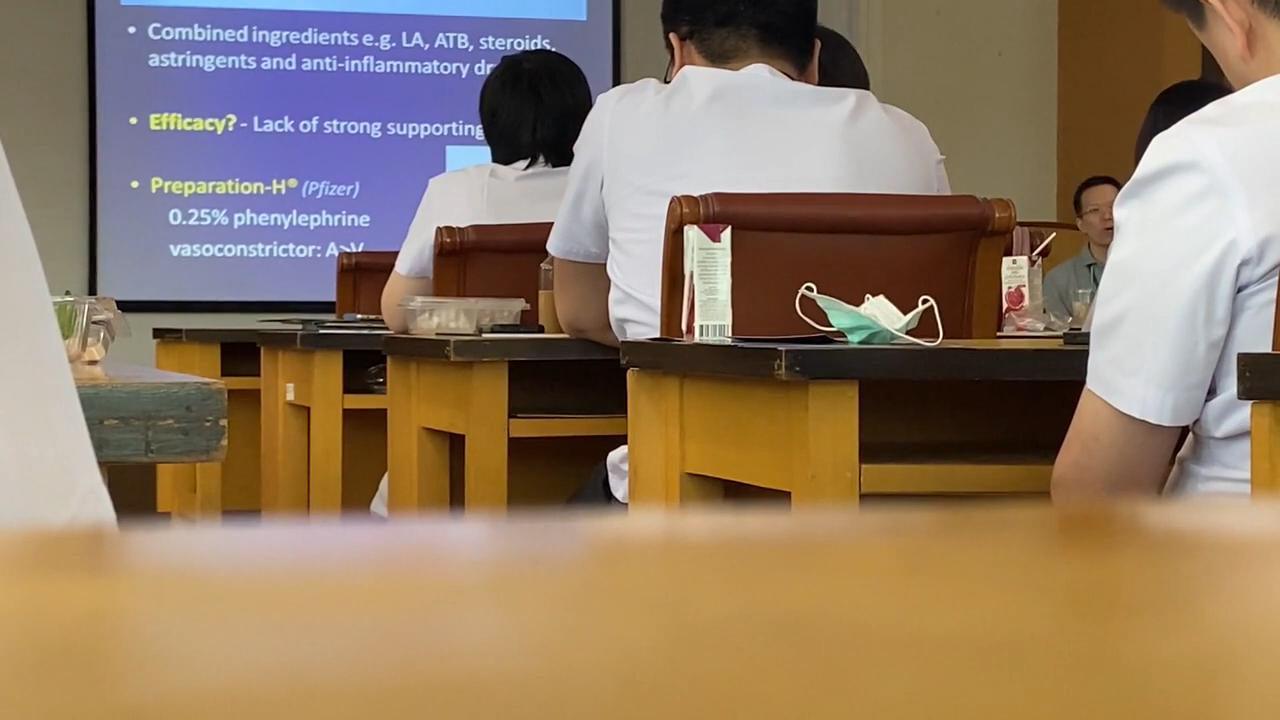 • Combined ingredients e.g. LA, ATB, steroids,
astringents and anti-inflammatory
• Efficacy? - Lack of strong supporting
• Preparation-H® (Pfizer)
0.25% phenylephrine
vasoconstrictor: A>V